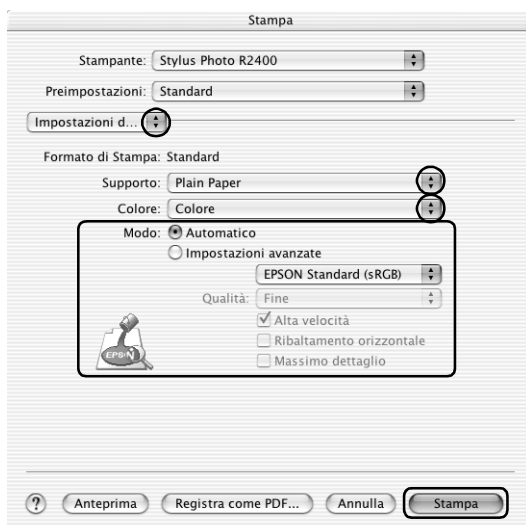 Stampa
Stampante: Stylus Photo R2400
Preimpostazioni: Standard
Impostazioni d...
Formato di Stampa: Standard
Supporto: Plain Paper
Colore: Colore
Modo: Automatico
Impostazioni avanzate
EPSON Standard (sRGB)
Qualità: Fine
Alta velocità
Ribaltamento orizzontale
Massimo dettaglio
EPSON
? Anteprima Registra come PDF... Annulla Stampa